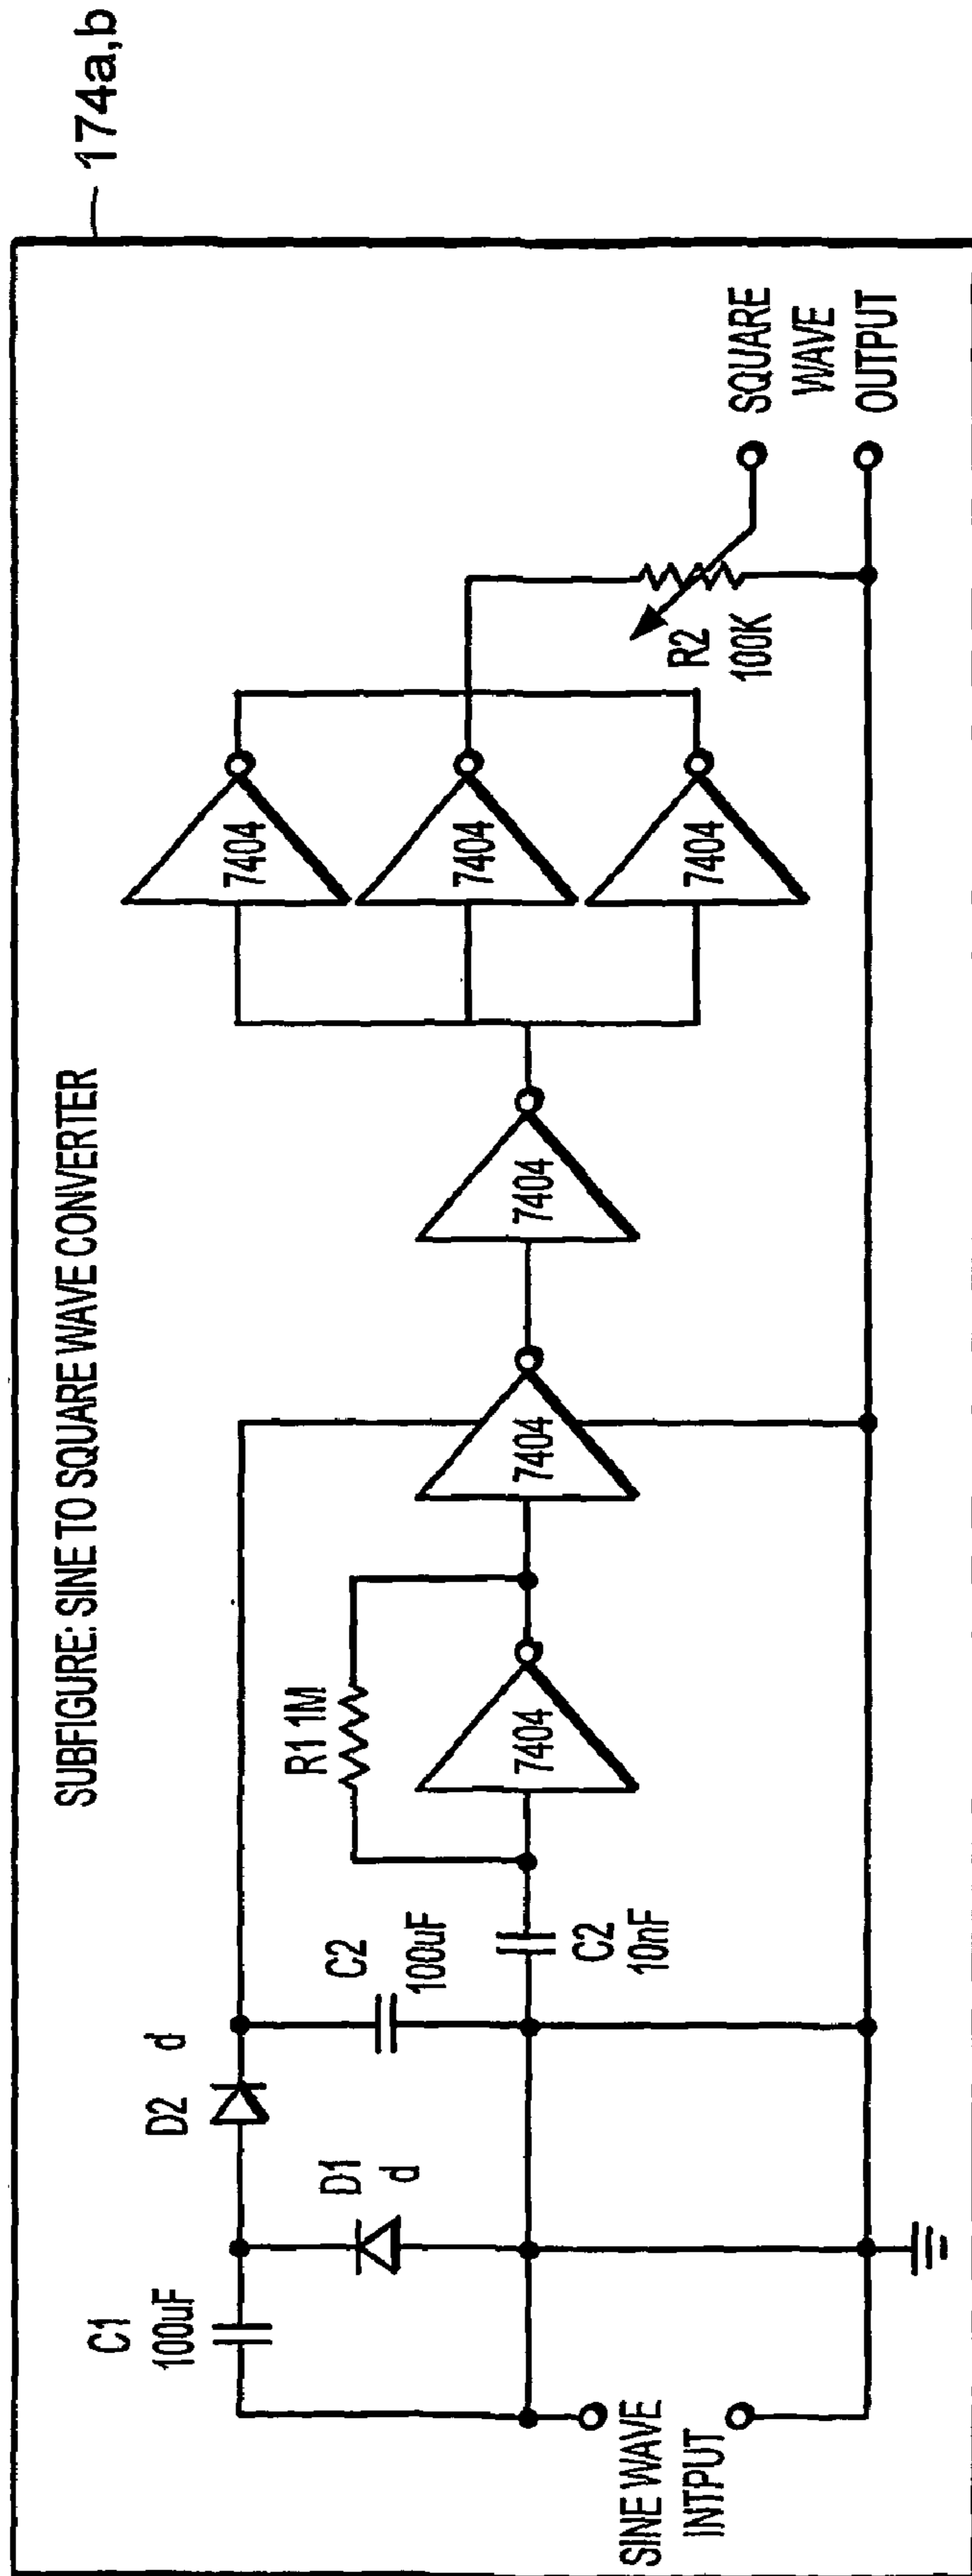 174a,b
SUBFIGURE: SINE TO SQUARE WAVE CONVERTER
C1
100uF
D2 d
D1
d
C2
100uF
R1 1M
C2
10nF
7404
7404
7404
7404
7404
7404
R2
100K
SINE WAVE
INTPUT
SQUARE
WAVE
OUTPUT